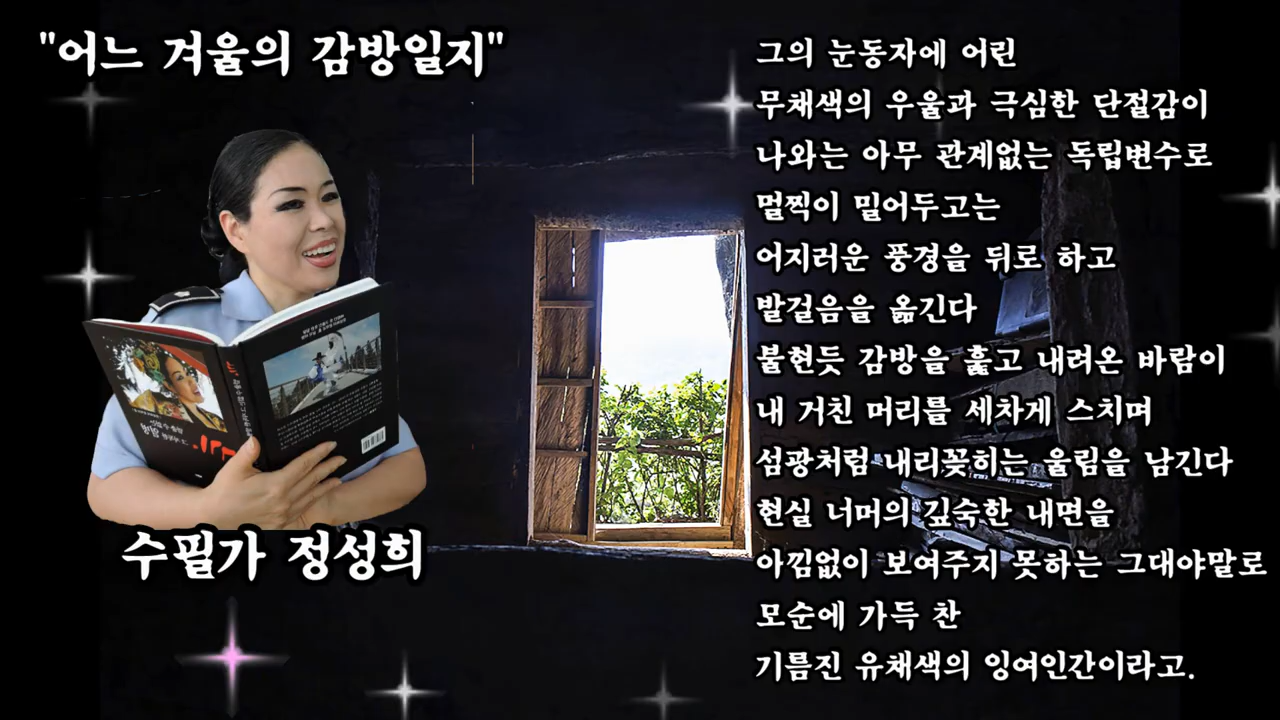 "어느 겨울의 감방일지"
수필가 정성희
그의 눈동자에 어린
무채색의 우울과 극심한 단절감이
나와는 아무 관계없는 독립변수로
멀찍이 밀어두고는
어지러운 풍경을 뒤로 하고
발걸음을 옮긴다
불현듯 감방을 훑고 내려온 바람이
내 거친 머리를 세차게 스치며
섬광처럼 내리꽂히는 울림을 남긴다
현실 너머의 깊숙한 내면을
아낌없이 보여주지 못하는 그대야말로
모순에 가득 찬
기름진 유채색의 잉여인간이라고.